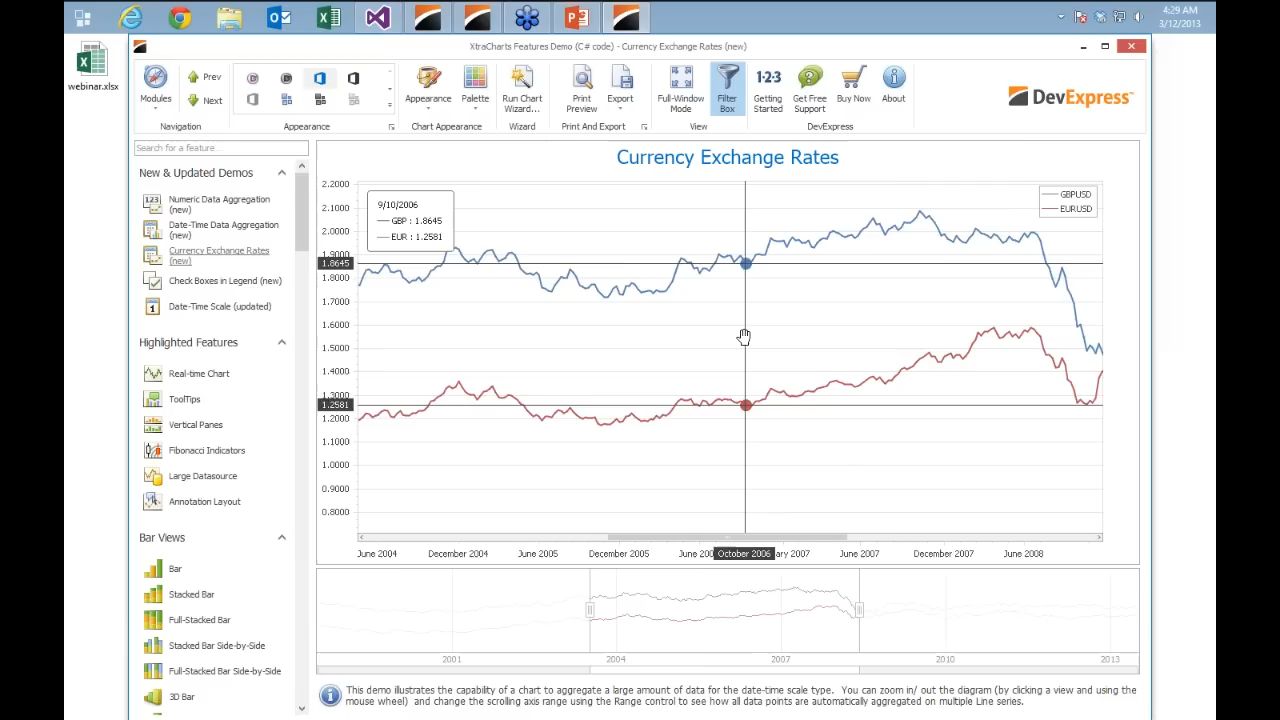 4:29 AM
3/12/2013
webinar.xlsx
XtraCharts Features Demo (C# code) - Currency Exchange Rates (new)
Modules
Prev
Next
Navigation
Appearance
Appearance
Palette
Chart Appearance
Run Chart
Wizard...
Wizard
Print
Preview
Export
Print And Export
Full-Window
Mode
Filter
Box
View
1-2-3
Getting
Started
Get Free
Support
Buy Now
About
DevExpress
DevExpress
Search for a feature...
New & Updated Demos
Numeric Data Aggregation
(new)
Date-Time Data Aggregation
(new)
Currency Exchange Rates
(new)
Check Boxes in Legend (new)
Date-Time Scale (updated)
Highlighted Features
Real-time Chart
ToolTips
Vertical Panes
Fibonacci Indicators
Large Datasource
Annotation Layout
Bar Views
Bar
Stacked Bar
Full-Stacked Bar
Stacked Bar Side-by-Side
Full-Stacked Bar Side-by-Side
3D Bar
Currency Exchange Rates
2.2000
2.1000
2.0000
1.9000
1.8645
1.8000
1.7000
1.6000
1.5000
1.4000
1.3000
1.2581
1.2000
1.1000
1.0000
0.9000
0.8000
9/10/2006
GBP : 1.8645
EUR : 1.2581
GBPUSD
EURUSD
June 2004
December 2004
June 2005
December 2005
October 2006
June 2007
December 2007
June 2008
2001
2004
2007
2010
2013
This demo illustrates the capability of a chart to aggregate a large amount of data for the date-time scale type. You can zoom in/ out the diagram (by clicking a view and using the
mouse wheel) and change the scrolling axis range using the Range control to see how all data points are automatically aggregated on multiple Line series.